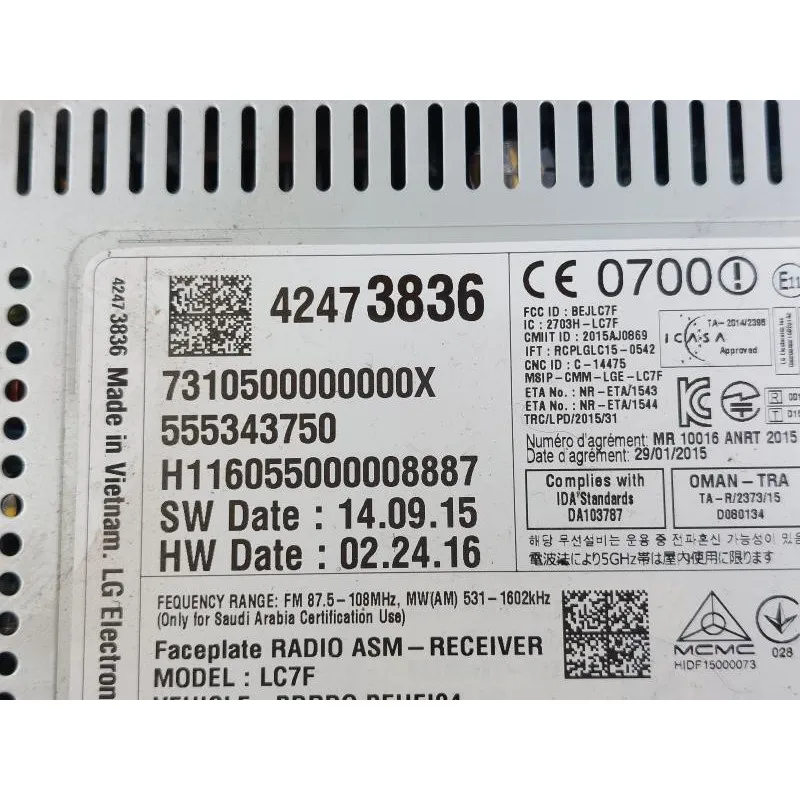 42473836
7310500000000X
555343750
H116055000008887
SW Date : 14.09.15
HW Date : 02.24.16
42473836 Made in Vietnam. LG Electron
CE 0700
E11
FCC ID : BEJLC7F
IC : 2703H-LC7F
CMIIT ID : 2015AJ0869
IFT : RCPLGLC15-0542
CNC ID : C-14475
MSIP-CMM-LGE-LC7F
ETA No. : NR-ETA/1543
ETA No. : NR-ETA/1544
TRC/LPD/2015/31
TA-2014/2395
ICASA
Approved
R
T
Numéro d'agrément: MR 10016 ANRT 2015
Date d'agrément: 29/01/2015
Complies with
IDA Standards
DA103787
OMAN-TRA
TA-R/2373/15
D080134
해당 무선설비는 운용 중 전파혼신 가능성이
電波法により5GHz帯は屋内使用に限ります
FEQUENCY RANGE: FM 87.5-108MHz, MW(AM) 531-1602kHz
(Only for Saudi Arabia Certification Use)
Faceplate RADIO ASM-RECEIVER
MODEL : LC7F
MCMC
HIDF15000073
028